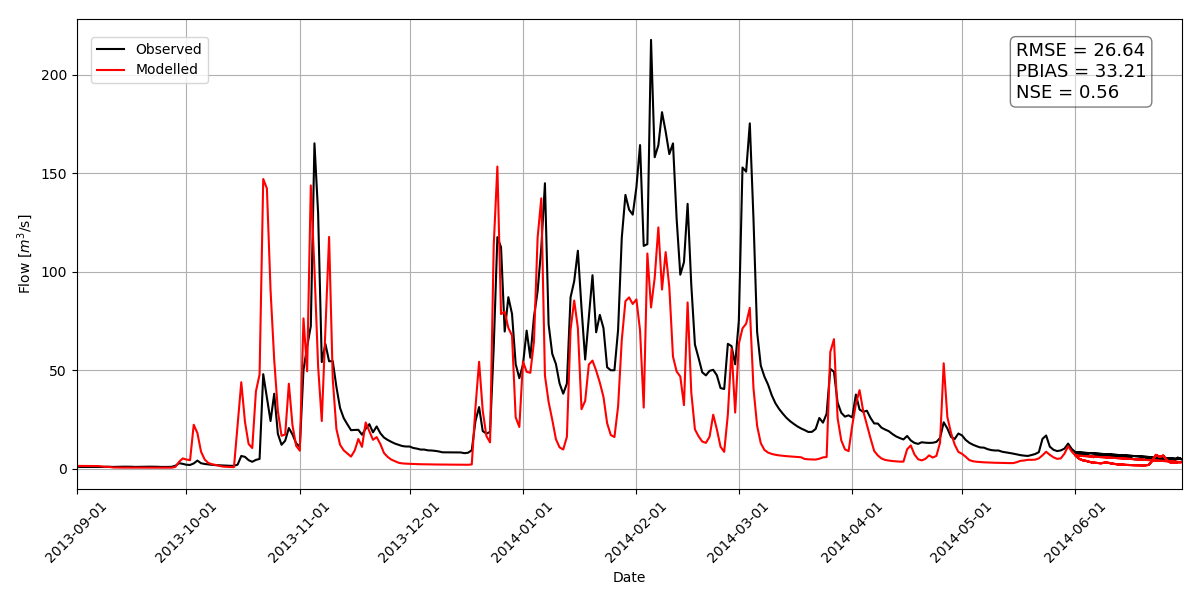 Observed
Modelled
RMSE = 26.64
PBIAS = 33.21
NSE = 0.56
200
150
100
50
0
Flow [m³/s]
2013-09-01
2013-10-01
2013-11-01
2013-12-01
2014-01-01
2014-02-01
2014-03-01
2014-04-01
2014-05-01
2014-06-01
Date